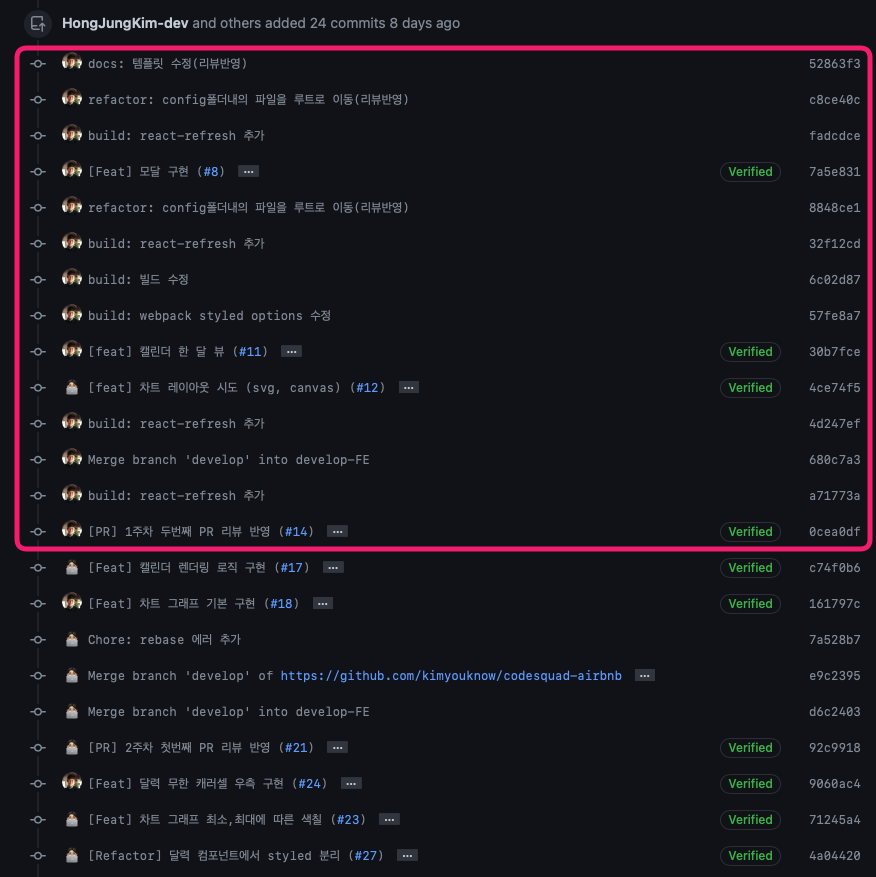 HongJungKim-dev and others added 24 commits 8 days ago
docs: 템플릿 수정(리뷰반영) 52863f3
refactor: config폴더내의 파일을 루트로 이동(리뷰반영) c8ce40c
build: react-refresh 추가 fadcdce
[Feat] 모달 구현 (#8) … Verified 7a5e831
refactor: config폴더내의 파일을 루트로 이동(리뷰반영) 8848ce1
build: react-refresh 추가 32f12cd
build: 빌드 수정 6c02d87
build: webpack styled options 수정 57fe8a7
[feat] 캘린더 한 달 뷰 (#11) … Verified 30b7fce
[feat] 차트 레이아웃 시도 (svg, canvas) (#12) … Verified 4ce74f5
build: react-refresh 추가 4d247ef
Merge branch 'develop' into develop-FE 680c7a3
build: react-refresh 추가 a71773a
[PR] 1주차 두번째 PR 리뷰 반영 (#14) … Verified 0cea0df
[Feat] 캘린더 렌더링 로직 구현 (#17) … Verified c74f0b6
[Feat] 차트 그래프 기본 구현 (#18) … Verified 161797c
Chore: rebase 에러 추가 7a528b7
Merge branch 'develop' of https://github.com/kimyouknow/codesquad-airbnb … e9c2395
Merge branch 'develop' into develop-FE d6c2403
[PR] 2주차 첫번째 PR 리뷰 반영 (#21) … Verified 92c9918
[Feat] 달력 무한 캐러셀 우측 구현 (#24) … Verified 9060ac4
[Feat] 차트 그래프 최소,최대에 따른 색칠 (#23) … Verified 71245a4
[Refactor] 달력 컴포넌트에서 styled 분리 (#27) … Verified 4a04420